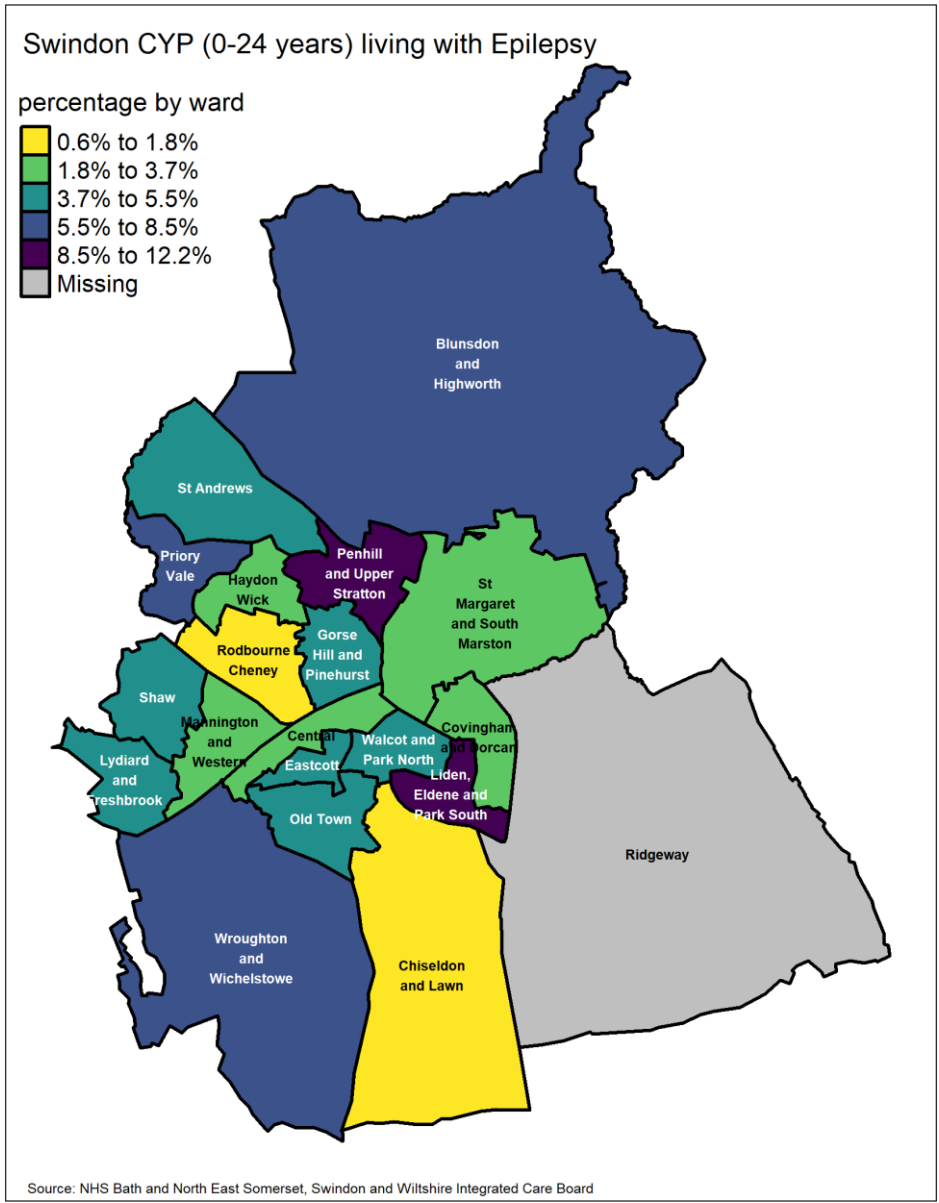 Swindon CYP (0-24 years) living with Epilepsy
percentage by ward
0.6% to 1.8%
1.8% to 3.7%
3.7% to 5.5%
5.5% to 8.5%
8.5% to 12.2%
Missing
Blunsdon
and
Highworth
St Andrews
Priory
Vale
Haydon
Wick
Penhill
and Upper
Stratton
St
Margaret
and South
Marston
Rodbourne
Cheney
Gorse
Hill and
Pinehurst
Shaw
Mannington
and
Western
Central
Covingham
and Dorcan
Lydiard
and
Freshbrook
Eastcott
Walcot and
Park North
Liden,
Eldene and
Park South
Old Town
Ridgeway
Wroughton
and
Wichelstowe
Chiseldon
and Lawn
Source: NHS Bath and North East Somerset, Swindon and Wiltshire Integrated Care Board